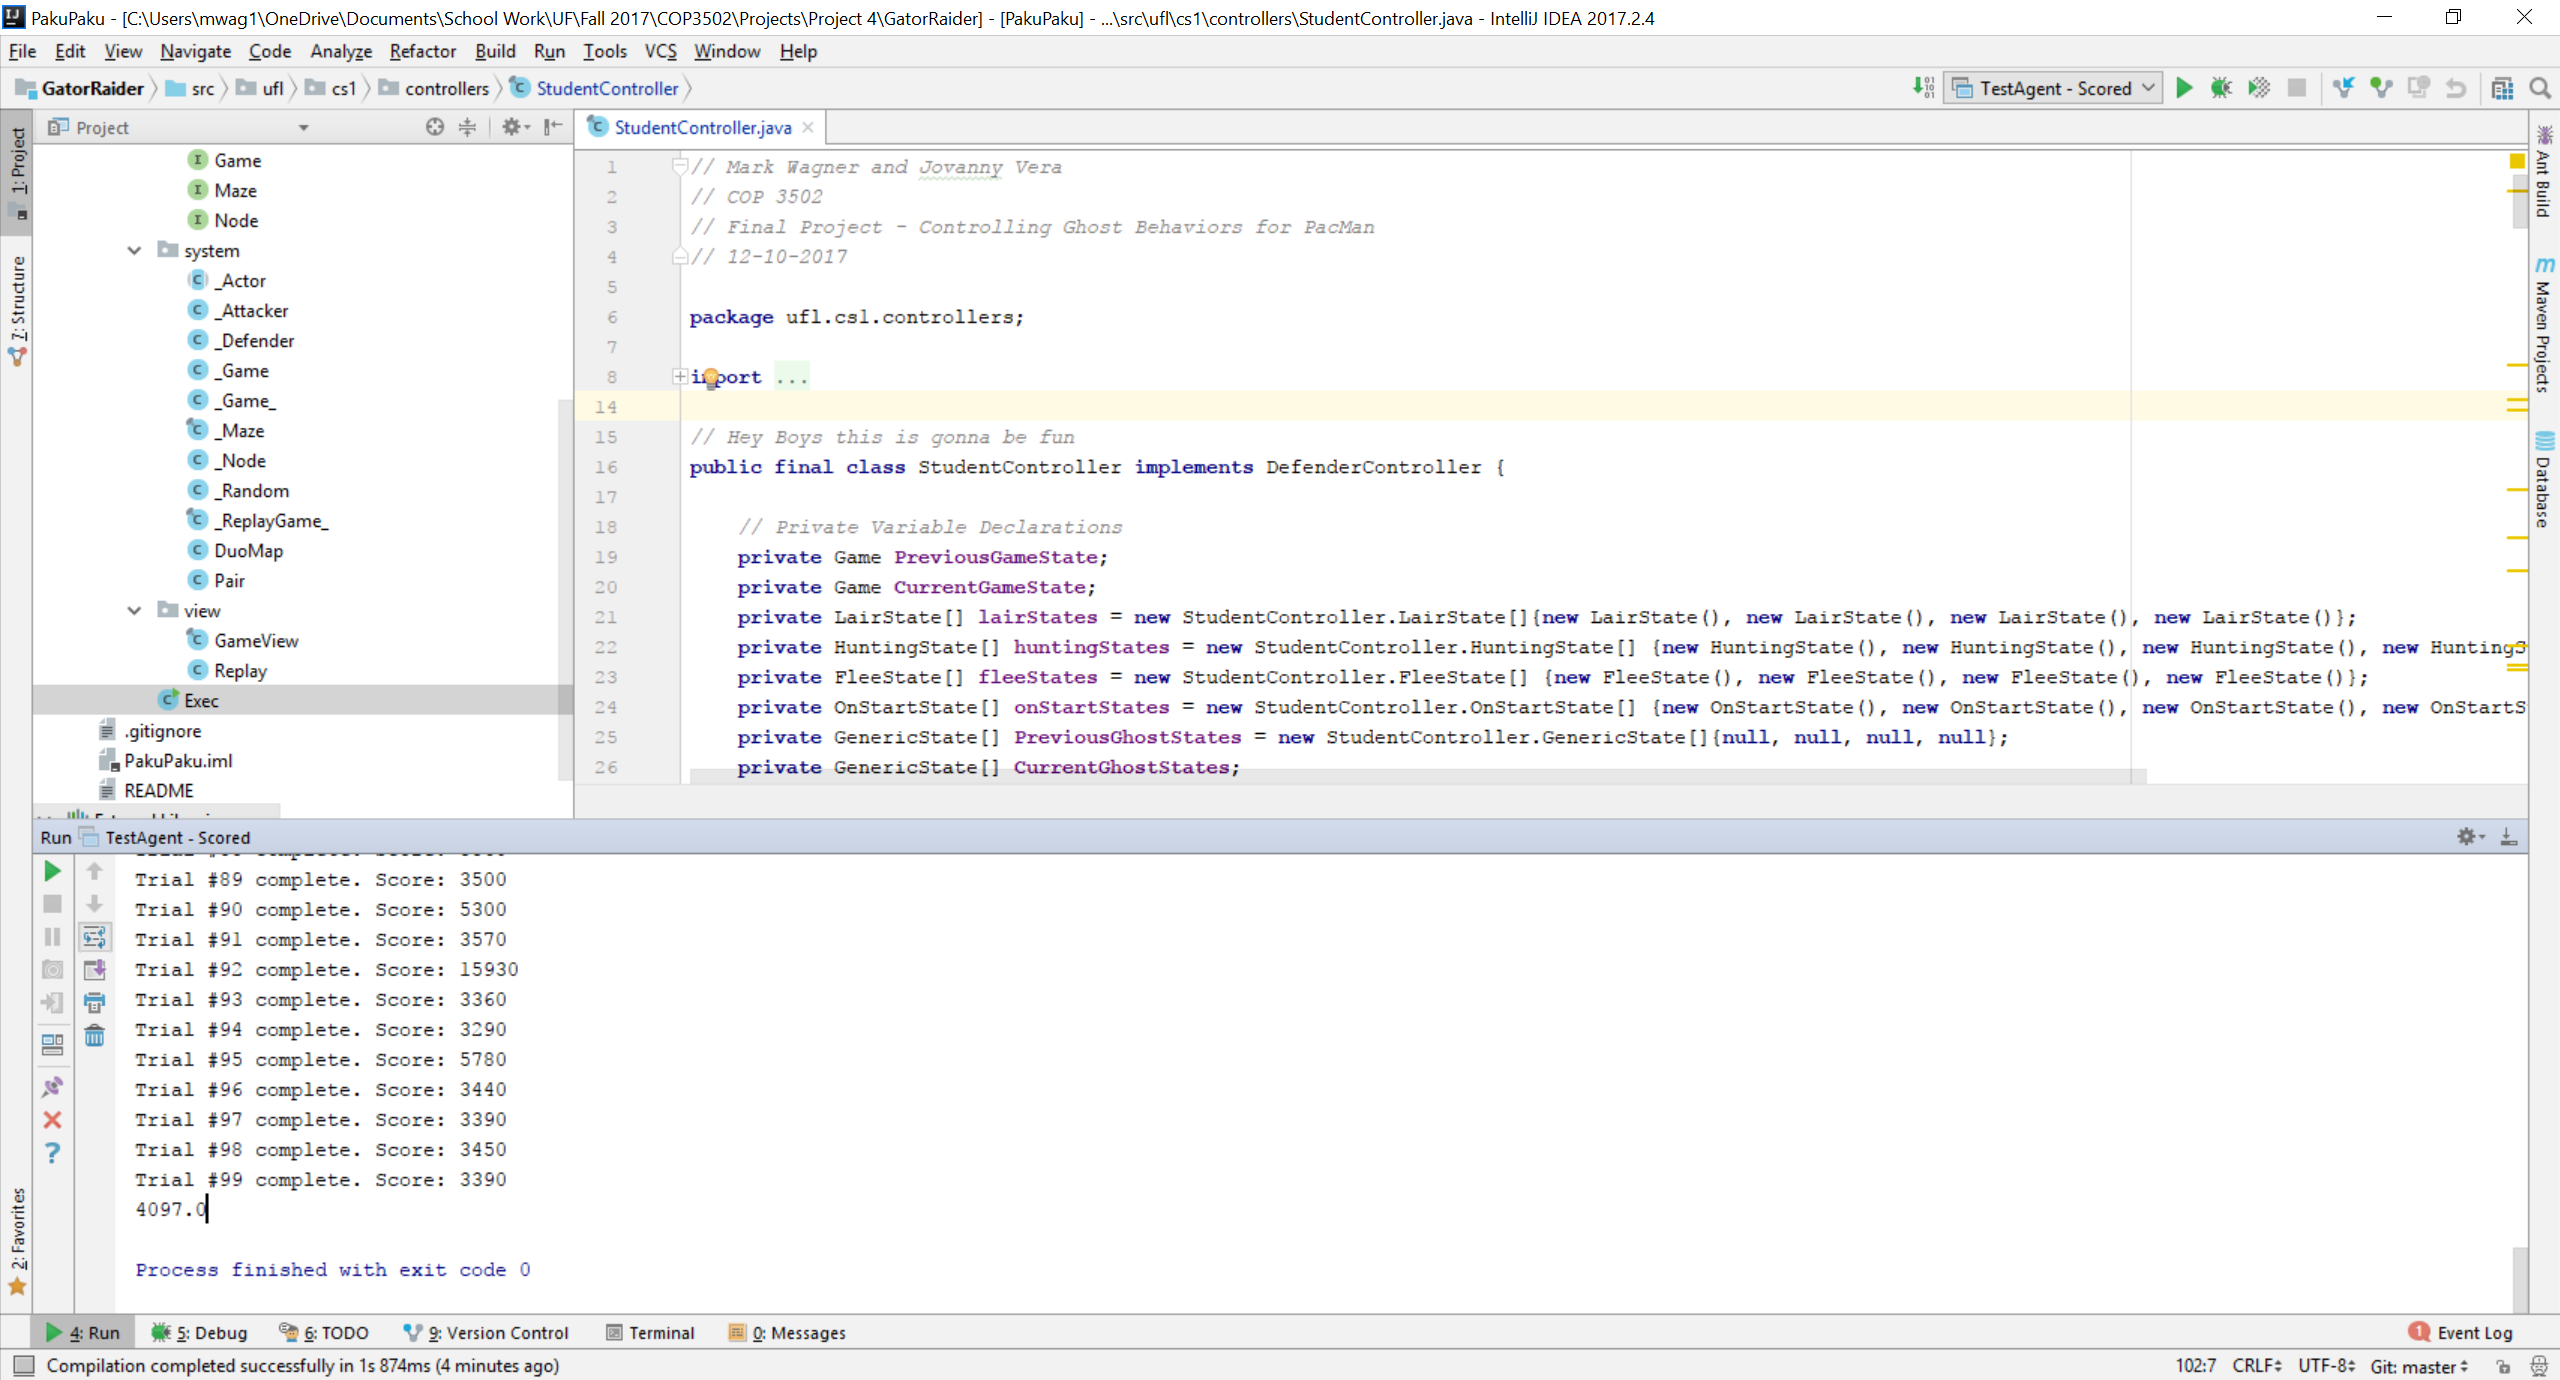 PakuPaku - [C:\Users\mwag1\OneDrive\Documents\School Work\UF\Fall 2017\COP3502\Projects\Project 4\GatorRaider] - [PakuPaku] - ...\src\ufl\cs1\controllers\StudentController.java - IntelliJ IDEA 2017.2.4
File Edit View Navigate Code Analyze Refactor Build Run Tools VCS Window Help
GatorRaider src ufl cs1 controllers StudentController
TestAgent - Scored
1: Project
7: Structure
2: Favorites
Project
Game
Maze
Node
system
_Actor
_Attacker
_Defender
_Game
_Game_
_Maze
_Node
_Random
_ReplayGame_
DuoMap
Pair
view
GameView
Replay
Exec
.gitignore
PakuPaku.iml
README
StudentController.java
1 // Mark Wagner and Jovanny Vera
2 // COP 3502
3 // Final Project - Controlling Ghost Behaviors for PacMan
4 // 12-10-2017
5
6 package ufl.cs1.controllers;
7
8 import ...
14
15 // Hey Boys this is gonna be fun
16 public final class StudentController implements DefenderController {
17
18 // Private Variable Declarations
19 private Game PreviousGameState;
20 private Game CurrentGameState;
21 private LairState[] lairStates = new StudentController.LairState[]{new LairState(), new LairState(), new LairState(), new LairState()};
22 private HuntingState[] huntingStates = new StudentController.HuntingState[] {new HuntingState(), new HuntingState(), new HuntingState(), new HuntingS
23 private FleeState[] fleeStates = new StudentController.FleeState[] {new FleeState(), new FleeState(), new FleeState(), new FleeState()};
24 private OnStartState[] onStartStates = new StudentController.OnStartState[] {new OnStartState(), new OnStartState(), new OnStartState(), new OnStartS
25 private GenericState[] PreviousGhostStates = new StudentController.GenericState[]{null, null, null, null};
26 private GenericState[] CurrentGhostStates;
Ant Build
Maven Projects
Database
Run TestAgent - Scored
Trial #89 complete. Score: 3500
Trial #90 complete. Score: 5300
Trial #91 complete. Score: 3570
Trial #92 complete. Score: 15930
Trial #93 complete. Score: 3360
Trial #94 complete. Score: 3290
Trial #95 complete. Score: 5780
Trial #96 complete. Score: 3440
Trial #97 complete. Score: 3390
Trial #98 complete. Score: 3450
Trial #99 complete. Score: 3390
4097.0
Process finished with exit code 0
4: Run 5: Debug 6: TODO 9: Version Control Terminal 0: Messages 1 Event Log
Compilation completed successfully in 1s 874ms (4 minutes ago) 102:7 CRLF UTF-8 Git: master